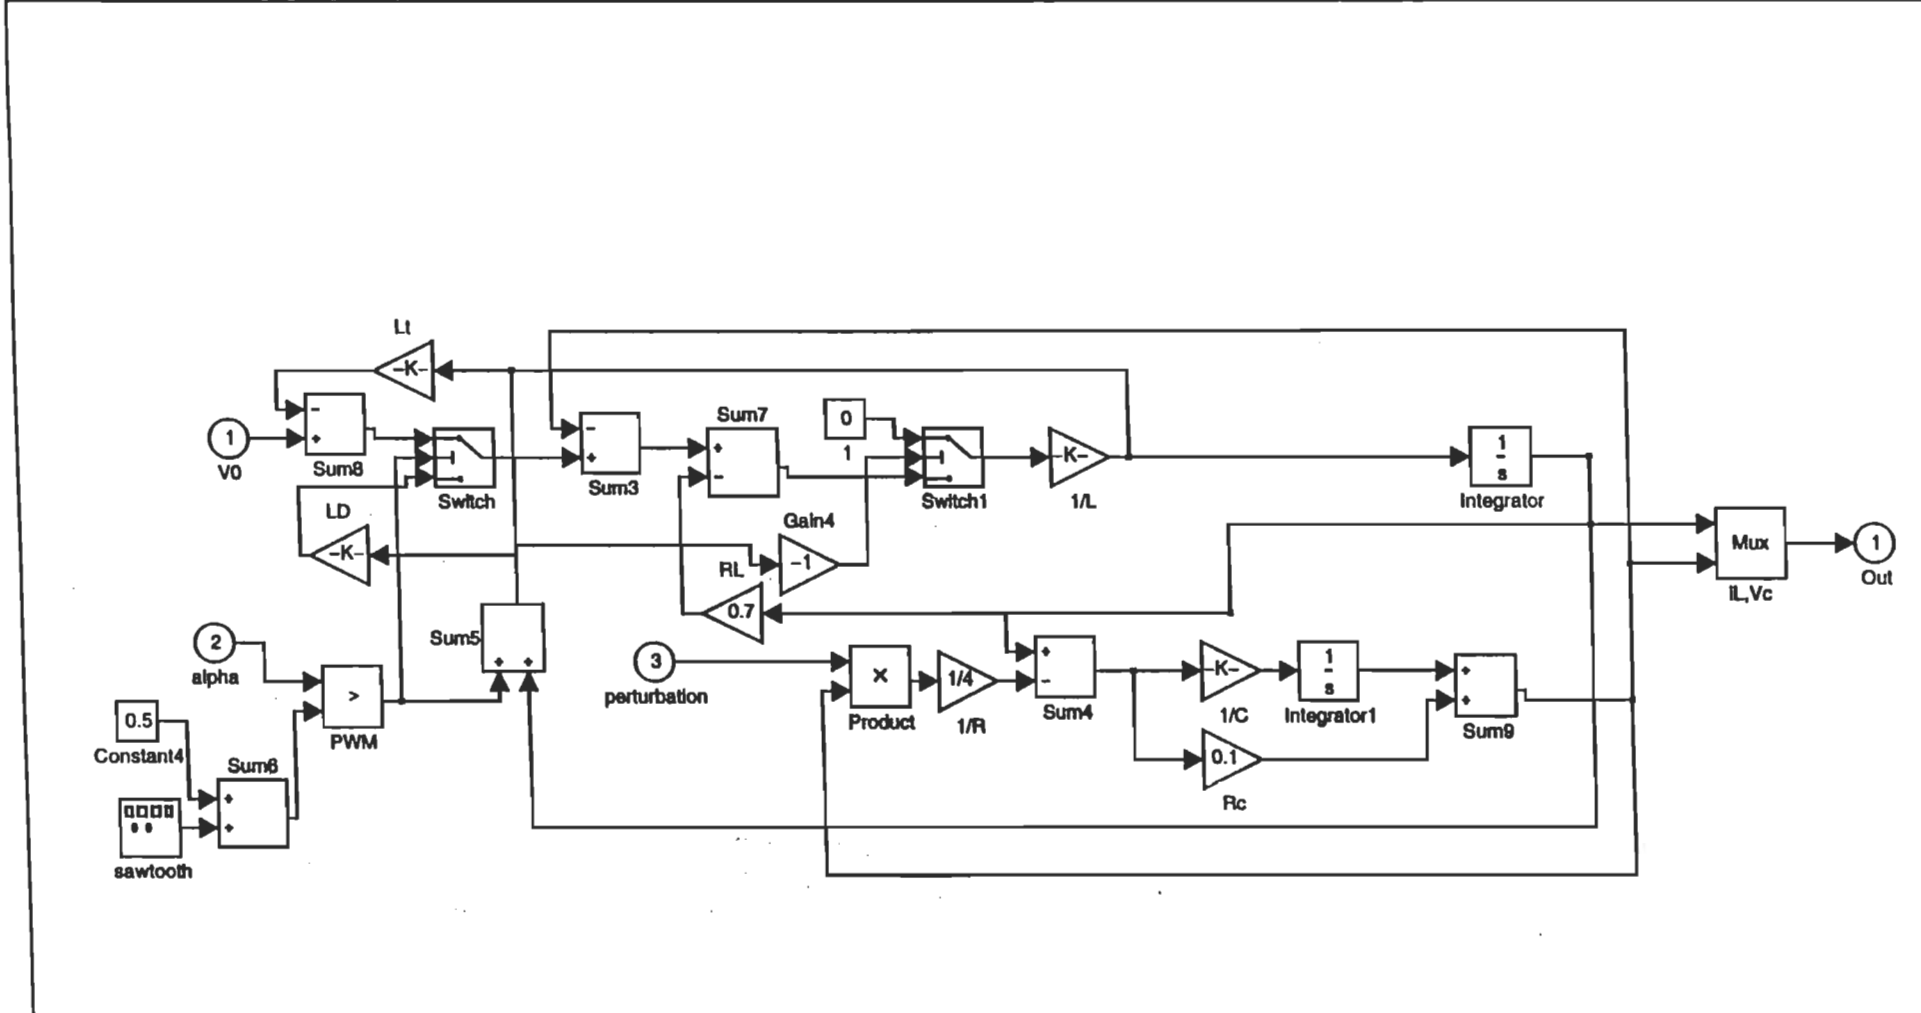 Lt
-K-
-
+
Sum8
1
V0
Switch
-
+
Sum3
Sum7
+
-
0
1
Switch1
-K-
1/L
1
s
Integrator
LD
-K-
Gain4
-1
RL
0.7
Mux
iL,Vc
1
Out
2
alpha
Sum5
+ +
3
perturbation
×
Product
1/4
1/R
+
-
Sum4
-K-
1/C
1
s
Integrator1
+
+
Sum9
0.1
Rc
>
PWM
0.5
Constant4
Sum6
+
+
sawtooth